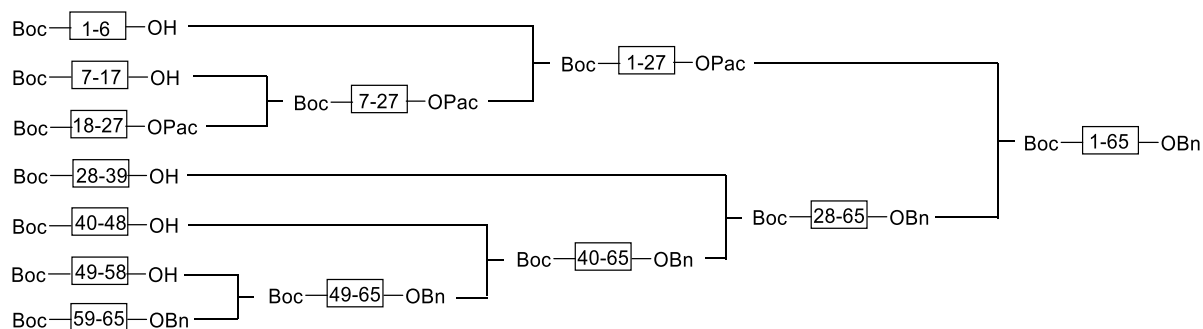 Boc 1-6 OH
Boc 7-17 OH
Boc 18-27 OPac
Boc 7-27 OPac
Boc 1-27 OPac
Boc 28-39 OH
Boc 40-48 OH
Boc 49-58 OH
Boc 59-65 OBn
Boc 49-65 OBn
Boc 40-65 OBn
Boc 28-65 OBn
Boc 1-65 OBn